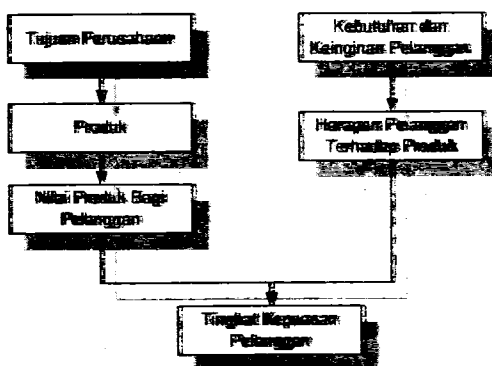 Tujuan Perusahaan
Produk
Nilai Produk Bagi
Pelanggan
Kebutuhan dan
Keinginan Pelanggan
Harapan Pelanggan
Terhadap Produk
Tingkat Kepuasan
Pelanggan